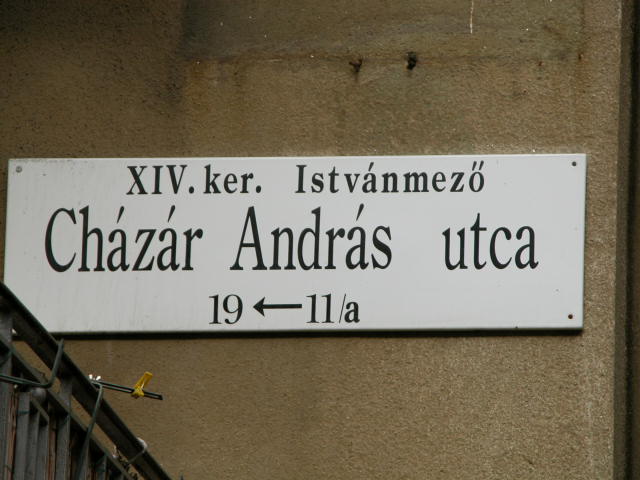 XIV. ker. Istvánmező
Cházár András utca
19 ← 11/a